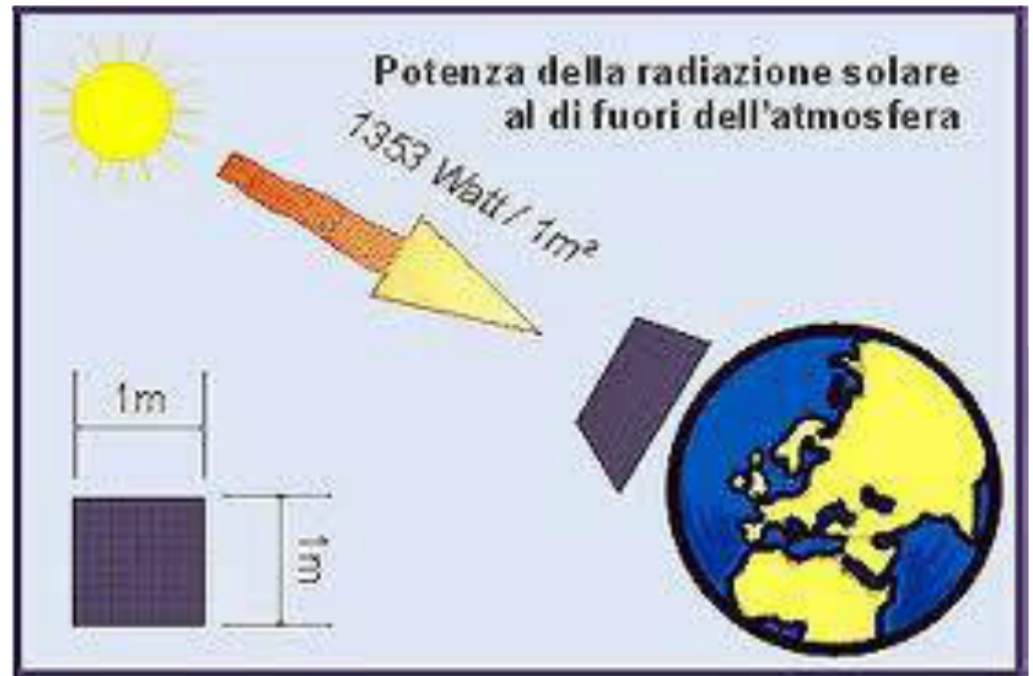 Potenza della radiazione solare
al di fuori dell'atmosfera
1353 Watt / 1m²
1m
1m